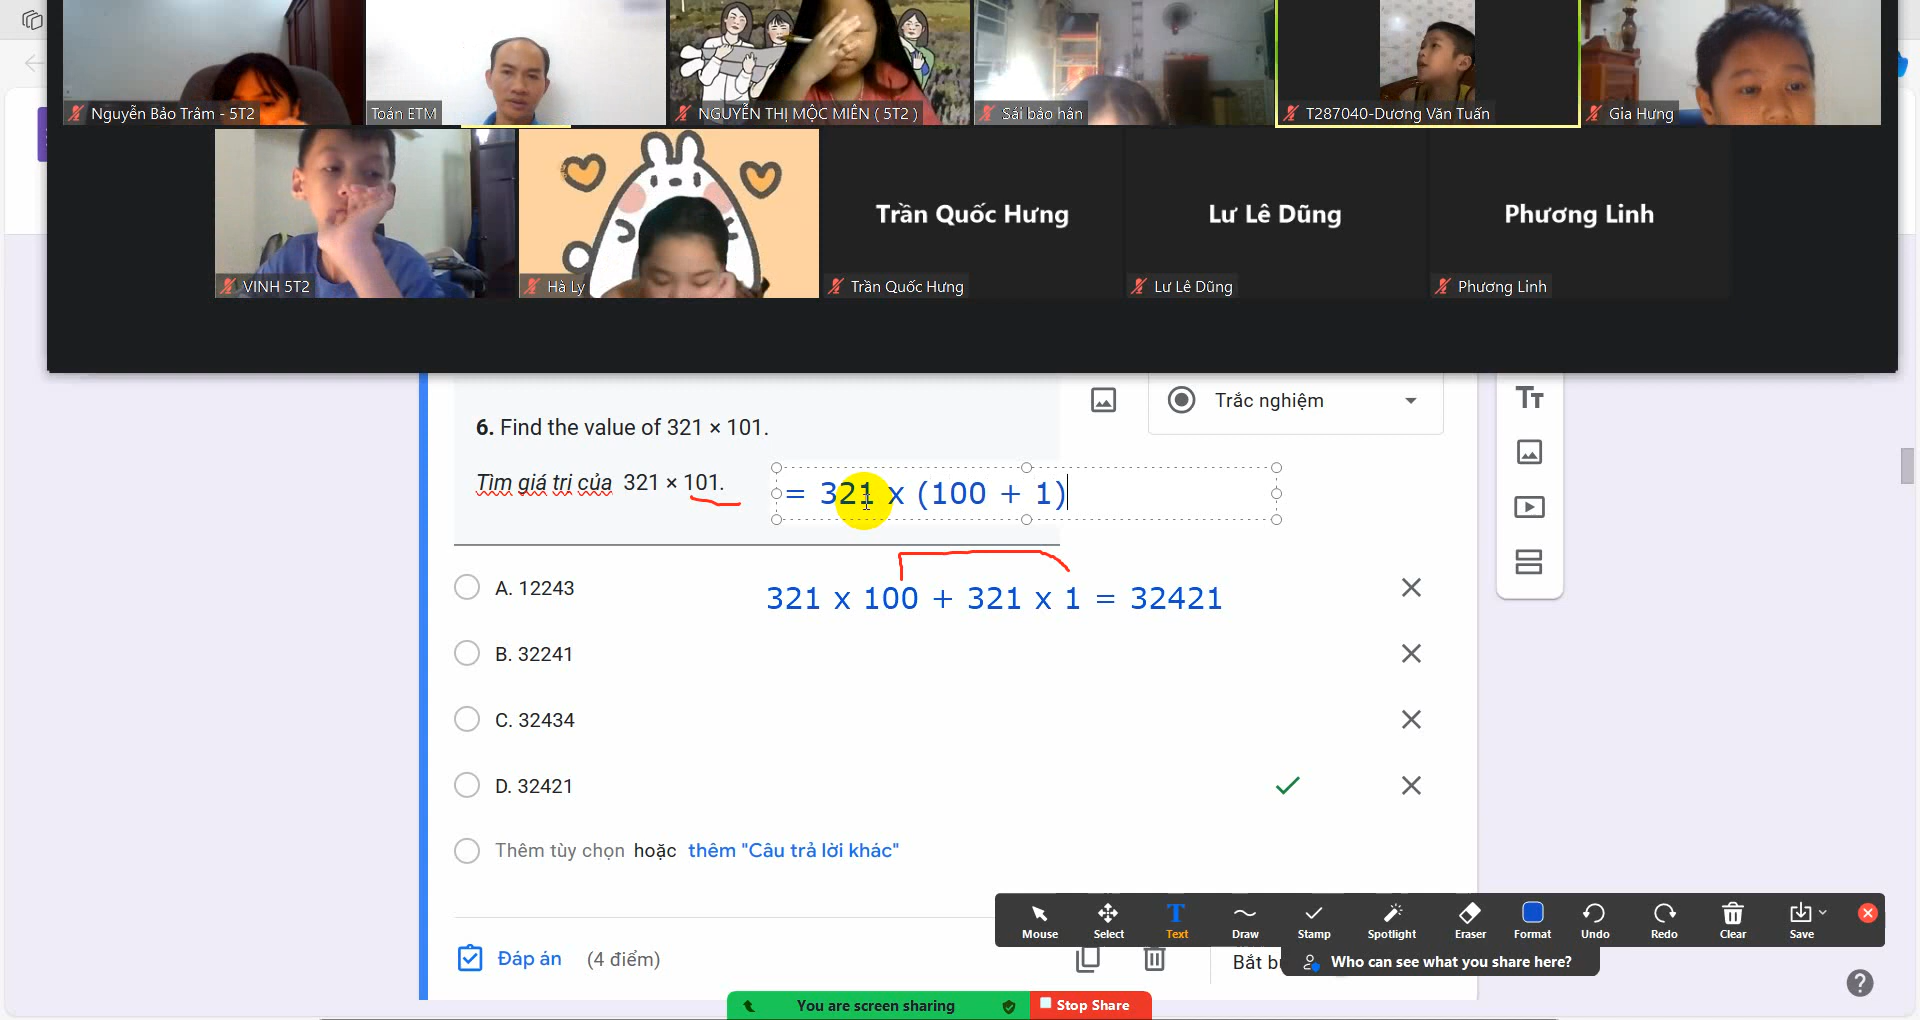 Nguyễn Bảo Trâm - 5T2
Toán ETM
NGUYỄN THỊ MỘC MIÊN ( 5T2 )
Sái bảo hân
T287040-Dương Văn Tuấn
Gia Hưng
VINH 5T2
Hà Ly
Trần Quốc Hưng
Trần Quốc Hưng
Lư Lê Dũng
Lư Lê Dũng
Phương Linh
Phương Linh
Trắc nghiệm
6. Find the value of 321 × 101.
Tìm giá trị của 321 × 101.
= 321 x (100 + 1)
321 x 100 + 321 x 1 = 32421
A. 12243
B. 32241
C. 32434
D. 32421
Thêm tùy chọn hoặc thêm "Câu trả lời khác"
Đáp án (4 điểm)
Bắt b
Mouse
Select
Text
Draw
Stamp
Spotlight
Eraser
Format
Undo
Redo
Clear
Save
Who can see what you share here?
You are screen sharing
Stop Share